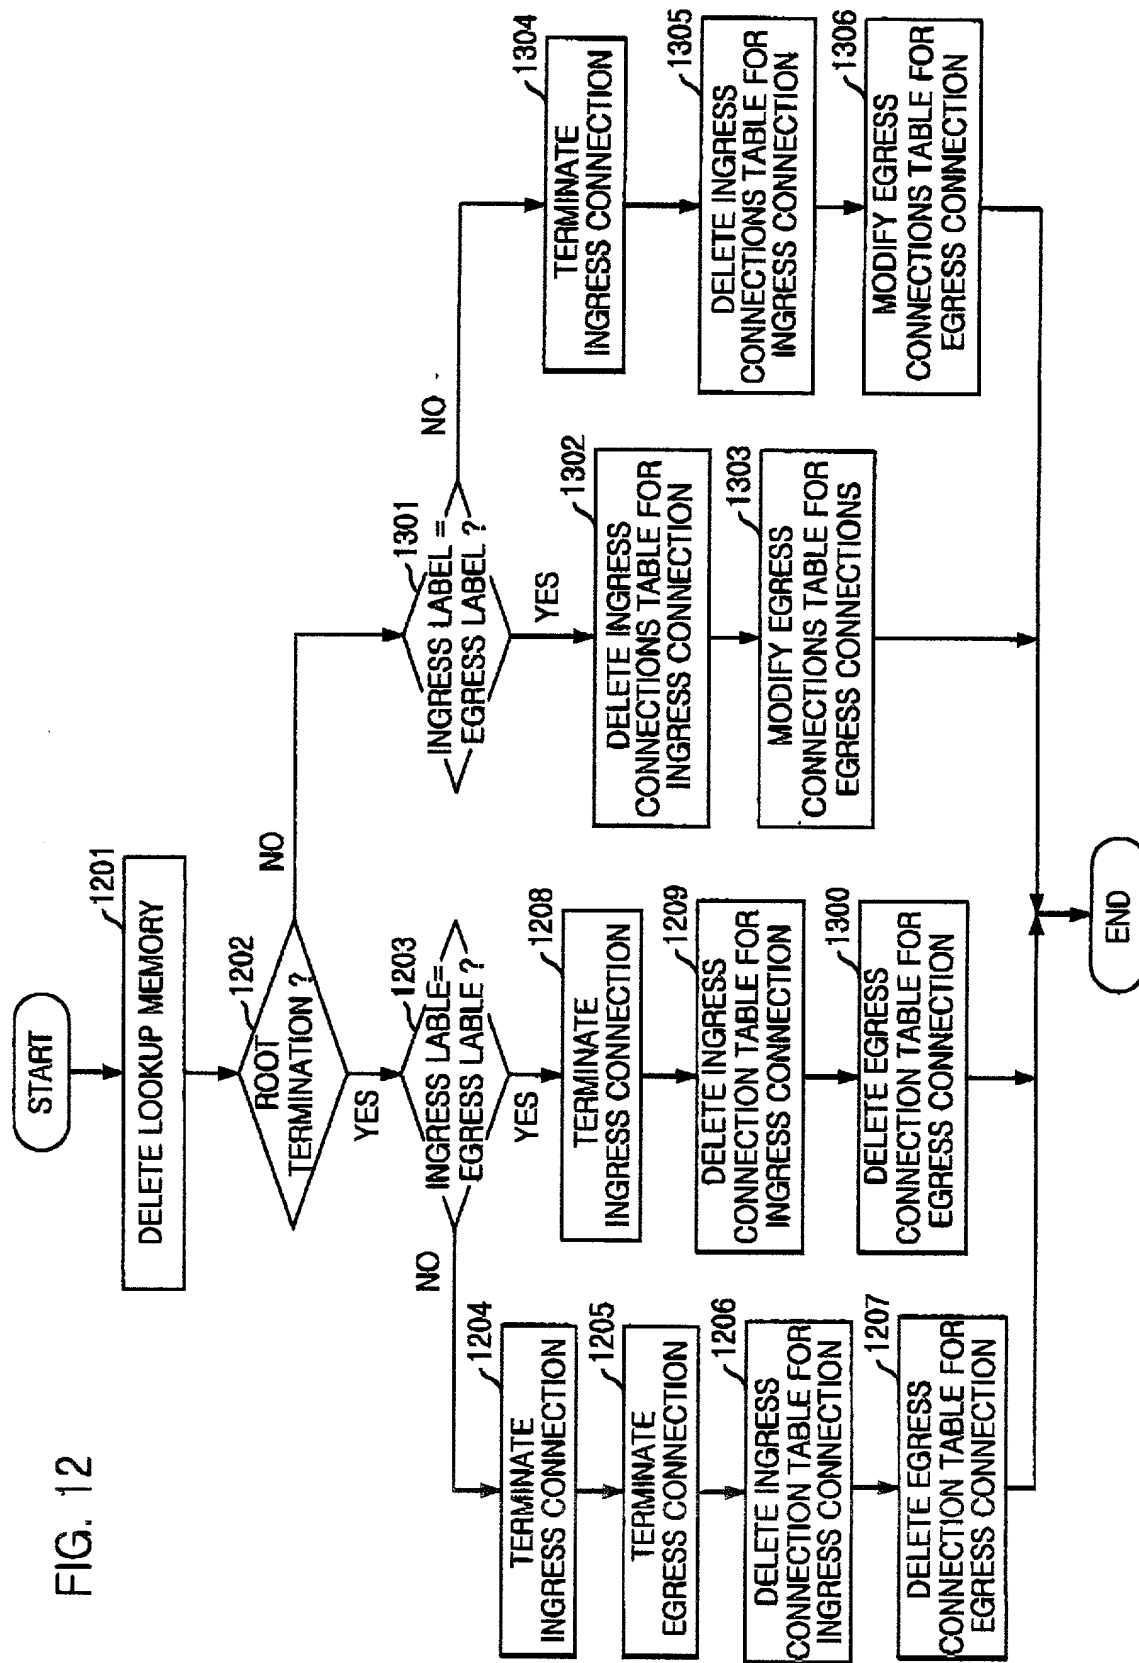 FIG. 12
START
1201
DELETE LOOKUP MEMORY
1202
ROOT
TERMINATION ?
NO
YES
1203
INGRESS LABLE=
EGRESS LABLE ?
NO
YES
1204
TERMINATE
INGRESS CONNECTION
1205
TERMINATE
EGRESS CONNECTION
1206
DELETE INGRESS
CONNECTION TABLE FOR
INGRESS CONNECTION
1207
DELETE EGRESS
CONNECTION TABLE FOR
EGRESS CONNECTION
1208
TERMINATE
INGRESS CONNECTION
1209
DELETE INGRESS
CONNECTION TABLE FOR
INGRESS CONNECTION
1300
DELETE EGRESS
CONNECTION TABLE FOR
EGRESS CONNECTION
1301
INGRESS LABEL =
EGRESS LABEL ?
NO
YES
1302
DELETE INGRESS
CONNECTIONS TABLE FOR
INGRESS CONNECTION
1303
MODIFY EGRESS
CONNECTIONS TABLE FOR
EGRESS CONNECTIONS
1304
TERMINATE
INGRESS CONNECTION
1305
DELETE INGRESS
CONNECTIONS TABLE FOR
INGRESS CONNECTION
1306
MODIFY EGRESS
CONNECTIONS TABLE FOR
EGRESS CONNECTION
END